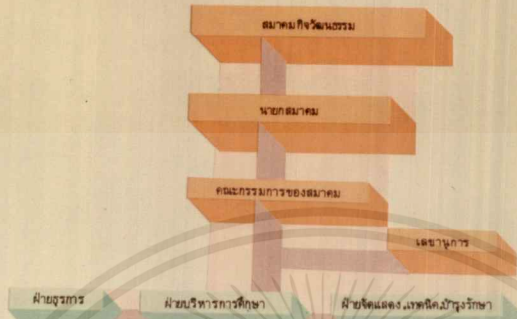 สมาคมกิจวัฒนธรรม
นายกสมาคม
คณะกรรมการของสมาคม
เลขานุการ
ฝ่ายธุรการ
ฝ่ายบริหารการศึกษา
ฝ่ายจัดแสดง,เทคนิค,บำรุงรักษา